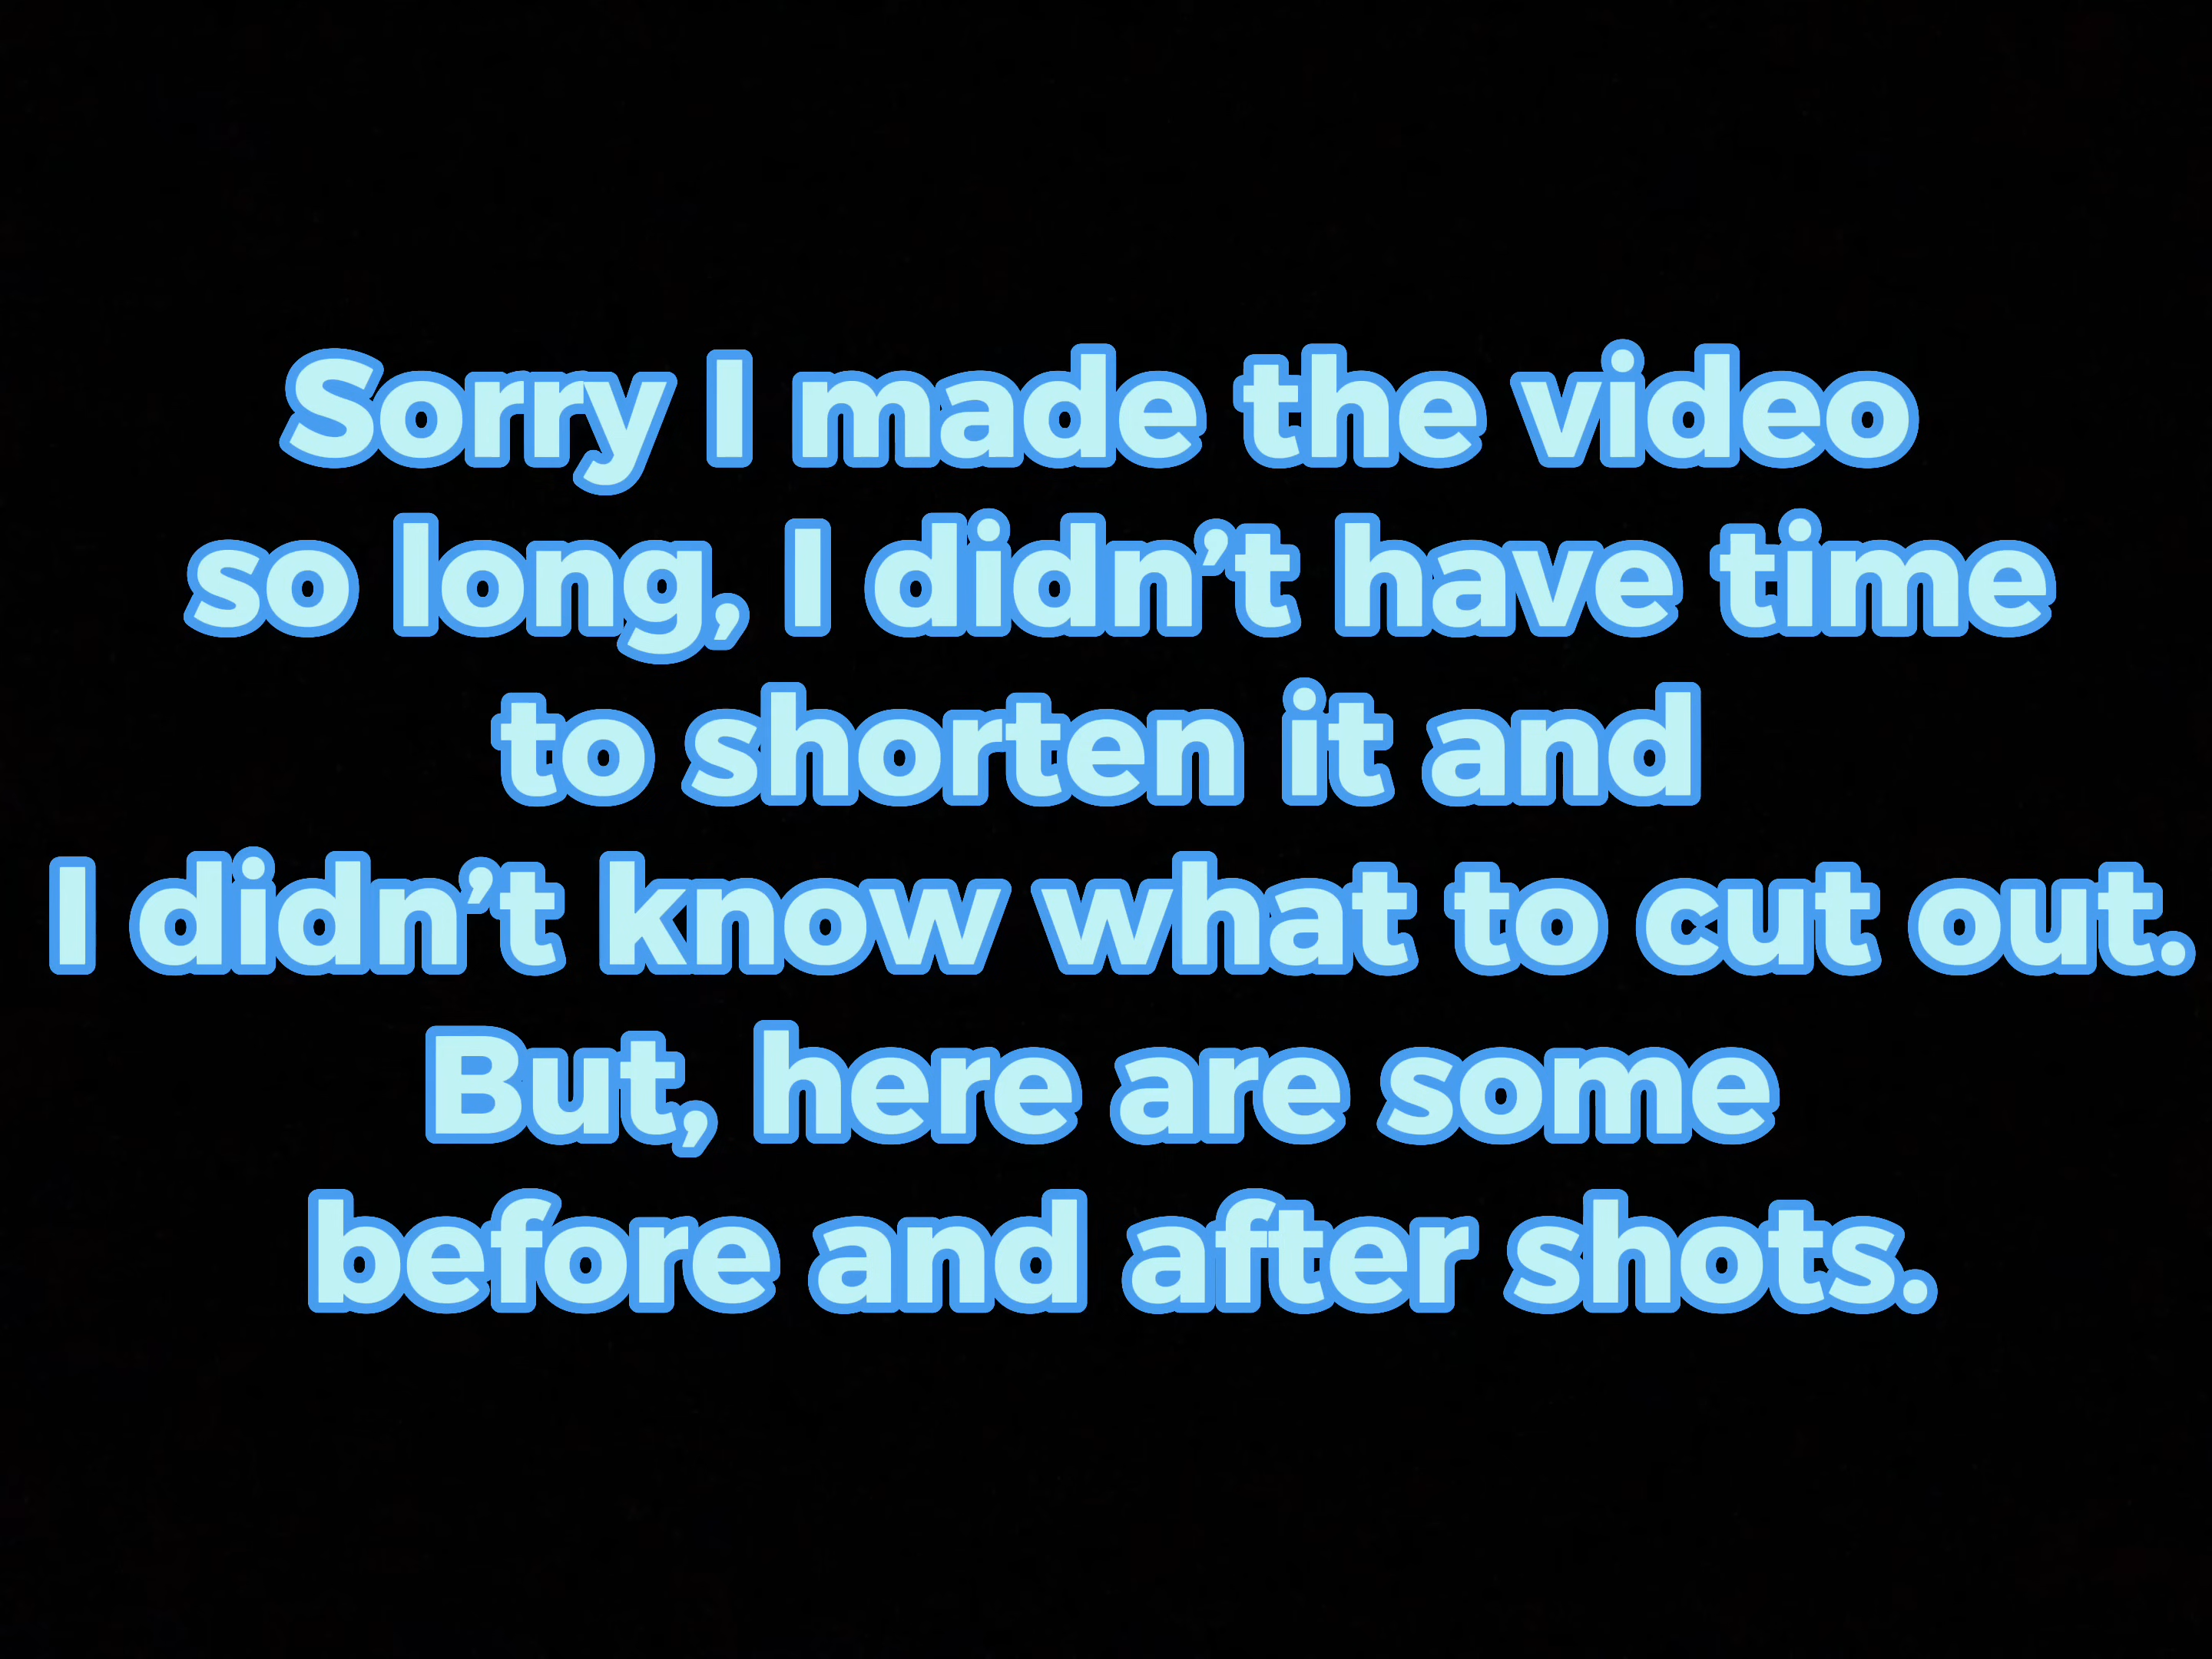 Sorry I made the video
so long, I didn’t have time
to shorten it and
I didn’t know what to cut out.
But, here are some
before and after shots.